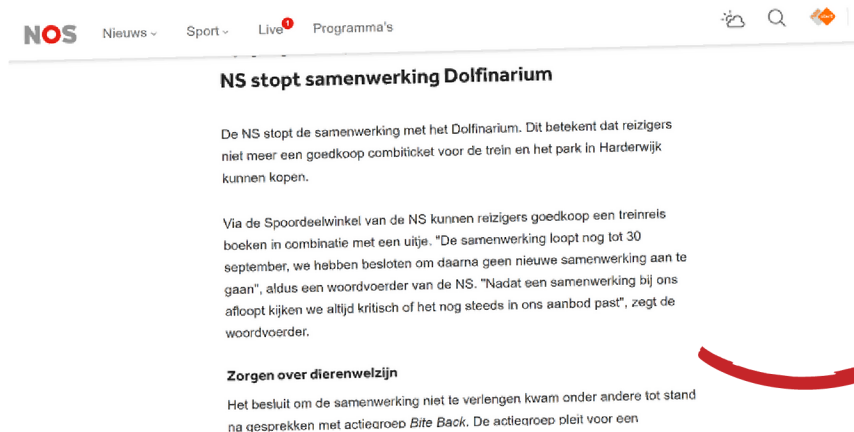 NOS Nieuws Sport Live 1 Programma's
NS stopt samenwerking Dolfinarium
De NS stopt de samenwerking met het Dolfinarium. Dit betekent dat reizigers
niet meer een goedkoop combiticket voor de trein en het park in Harderwijk
kunnen kopen.
Via de Spoordeelwinkel van de NS kunnen reizigers goedkoop een treinreis
boeken in combinatie met een uitje. "De samenwerking loopt nog tot 30
september, we hebben besloten om daarna geen nieuwe samenwerking aan te
gaan", aldus een woordvoerder van de NS. "Nadat een samenwerking bij ons
afloopt kijken we altijd kritisch of het nog steeds in ons aanbod past", zegt de
woordvoerder.
Zorgen over dierenwelzijn
Het besluit om de samenwerking niet te verlengen kwam onder andere tot stand
na gesprekken met actiegroep Bite Back. De actiegroep pleit voor een